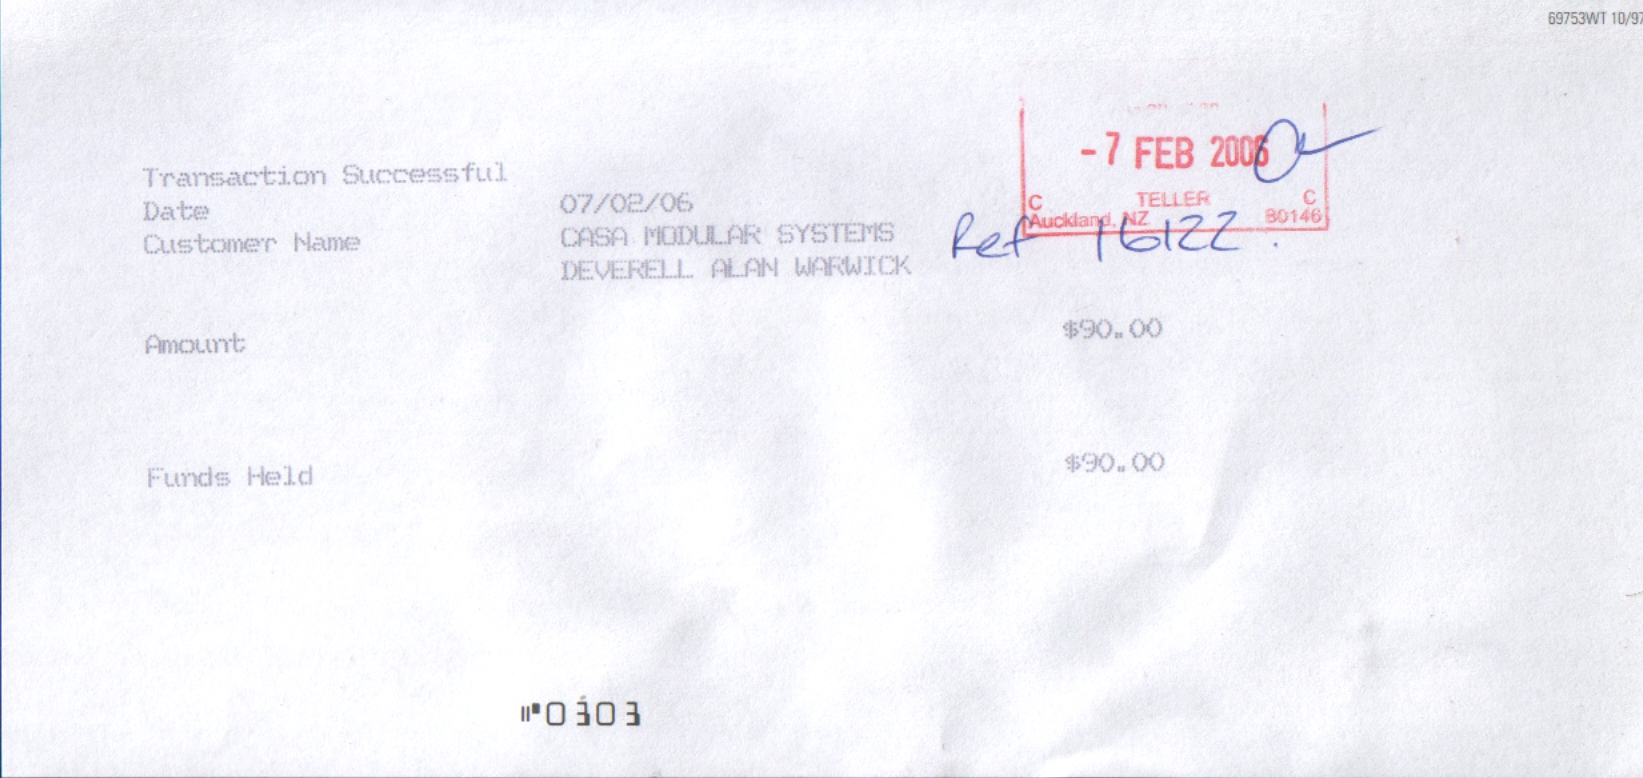 69753WT 10/97
- 7 FEB 2006
Transaction Successful
Date 07/02/06
C TELLER C
Auckland, NZ B0146
Customer Name CASA MODULAR SYSTEMS
Ref 16122.
DEVERELL ALAN WARWICK
Amount $90.00
Funds Held $90.00
⑈0303